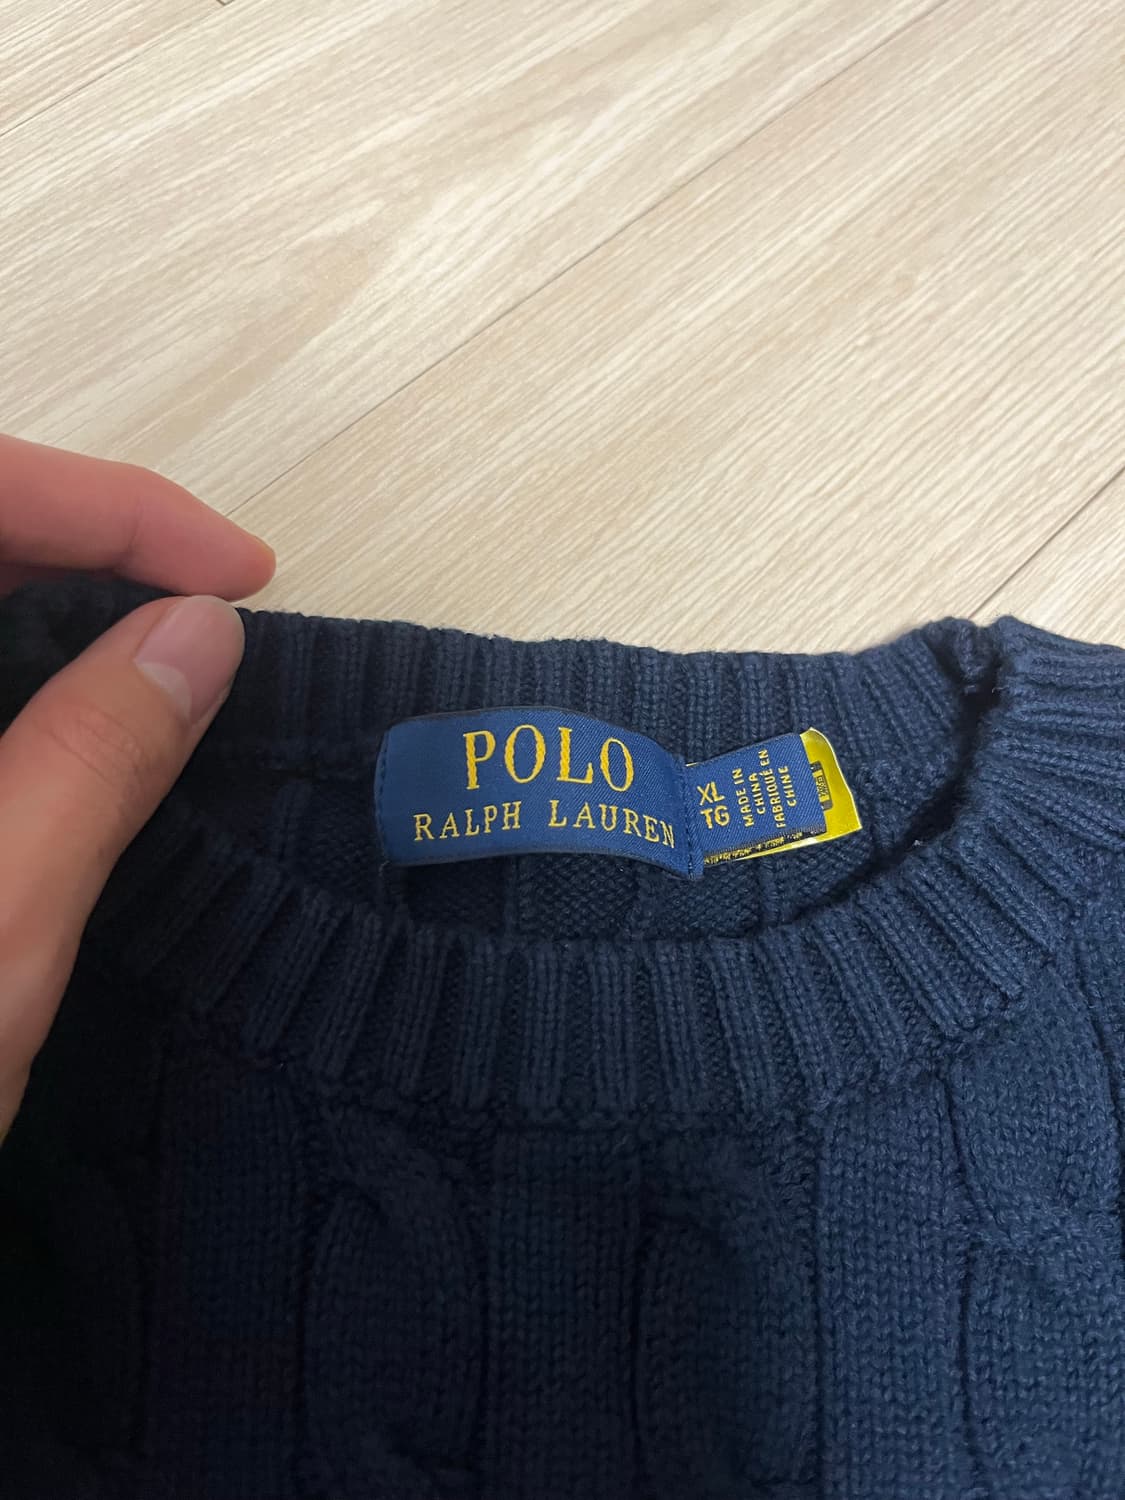 POLO
RALPH LAUREN
XL
TG
MADE IN
CHINA
FABRIQUÉ EN
CHINE